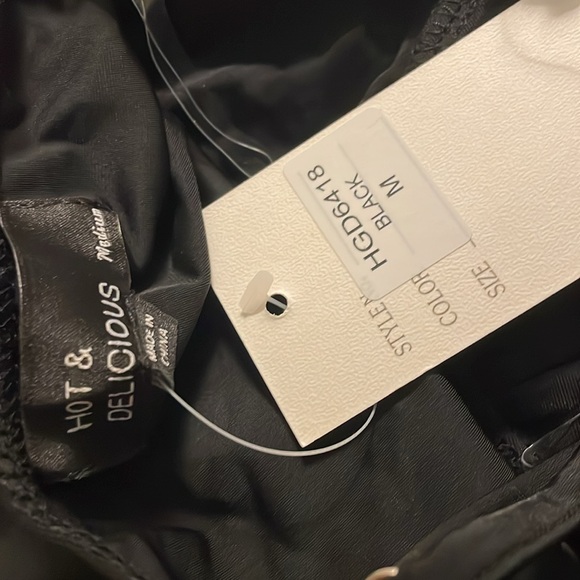 HOT &
DELICIOUS
Medium
MADE IN
CHINA
HGD6418
BLACK
M
STYLE
COLOR
SIZE